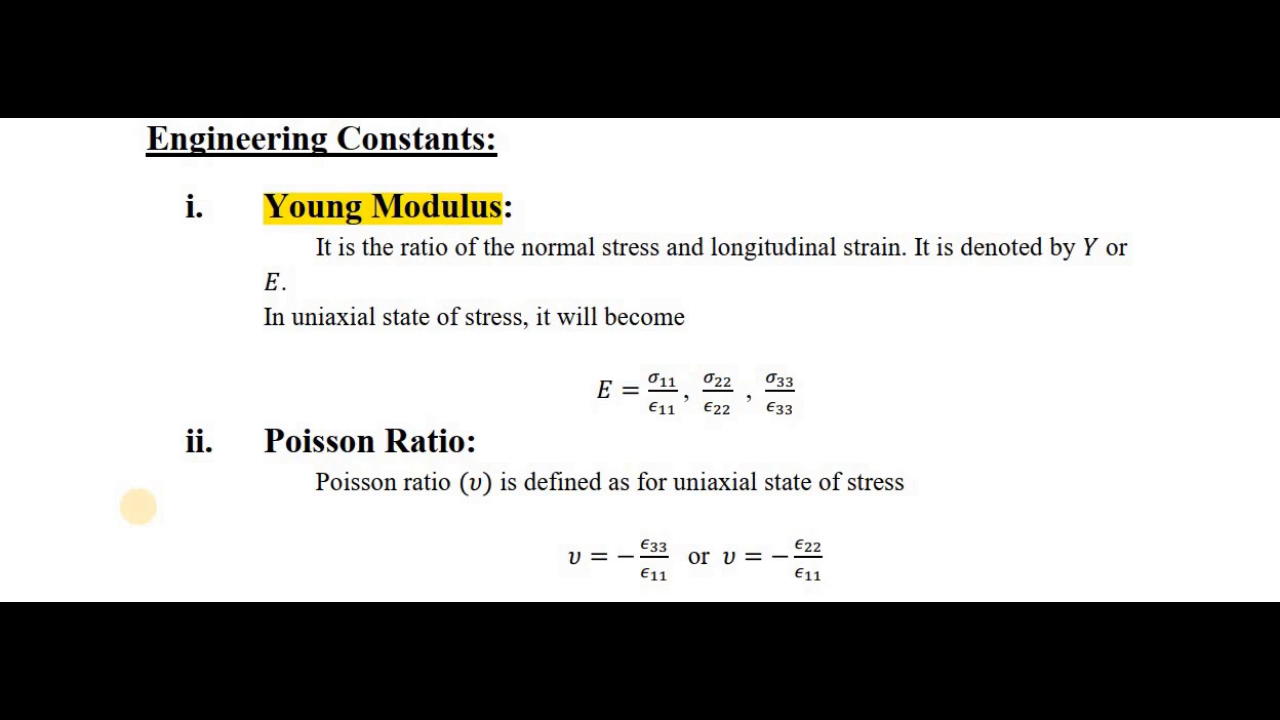 Engineering Constants:
i. Young Modulus:
It is the ratio of the normal stress and longitudinal strain. It is denoted by Y or
E.
In uniaxial state of stress, it will become
E = σ11/ϵ11 , σ22/ϵ22 , σ33/ϵ33
ii. Poisson Ratio:
Poisson ratio (υ) is defined as for uniaxial state of stress
υ = − ϵ33/ϵ11 or υ = − ϵ22/ϵ11